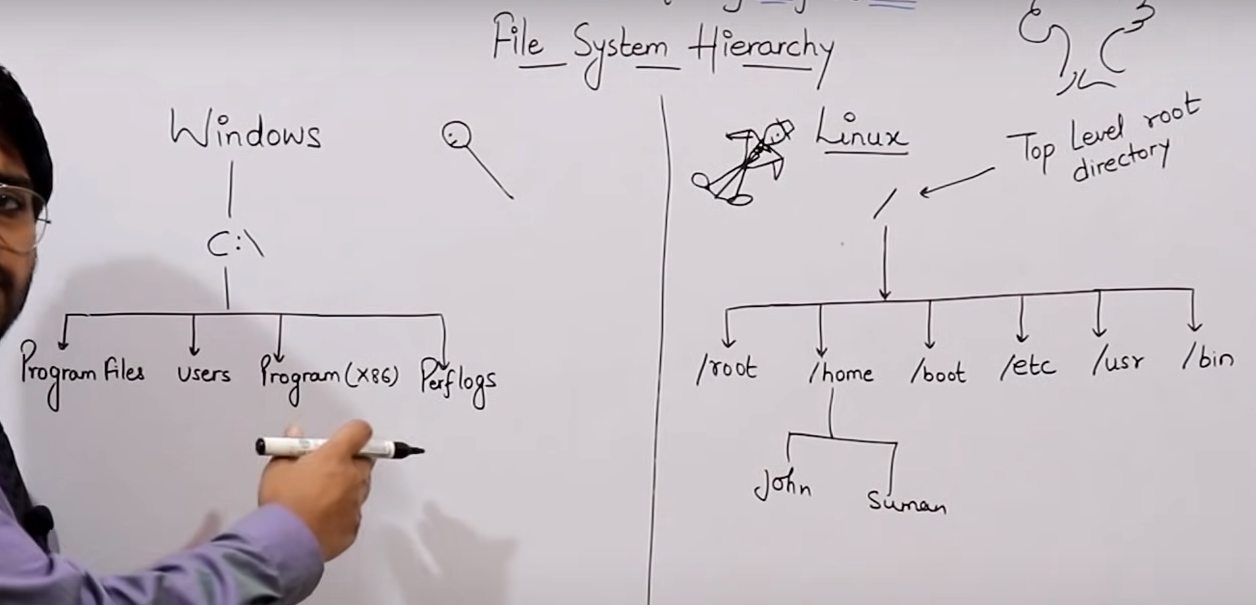 File System Hierarchy
Windows
C:\
Program Files
Users
Program(X86)
Perflogs
Linux
Top Level root
directory
/
/root
/home
/boot
/etc
/usr
/bin
John
Suman